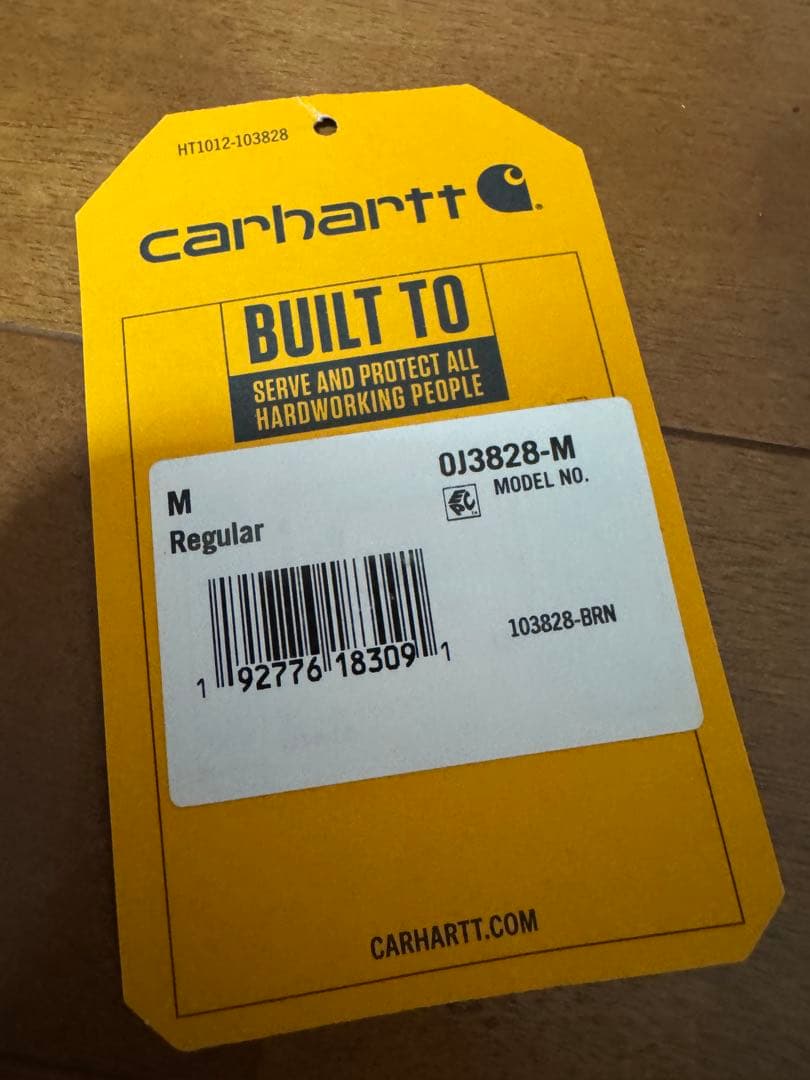 HT1012-103828
carhartt
BUILT TO
SERVE AND PROTECT ALL
HARDWORKING PEOPLE
M
Regular
0J3828-M
MODEL NO.
1 92776 18309 1
103828-BRN
CARHARTT.COM